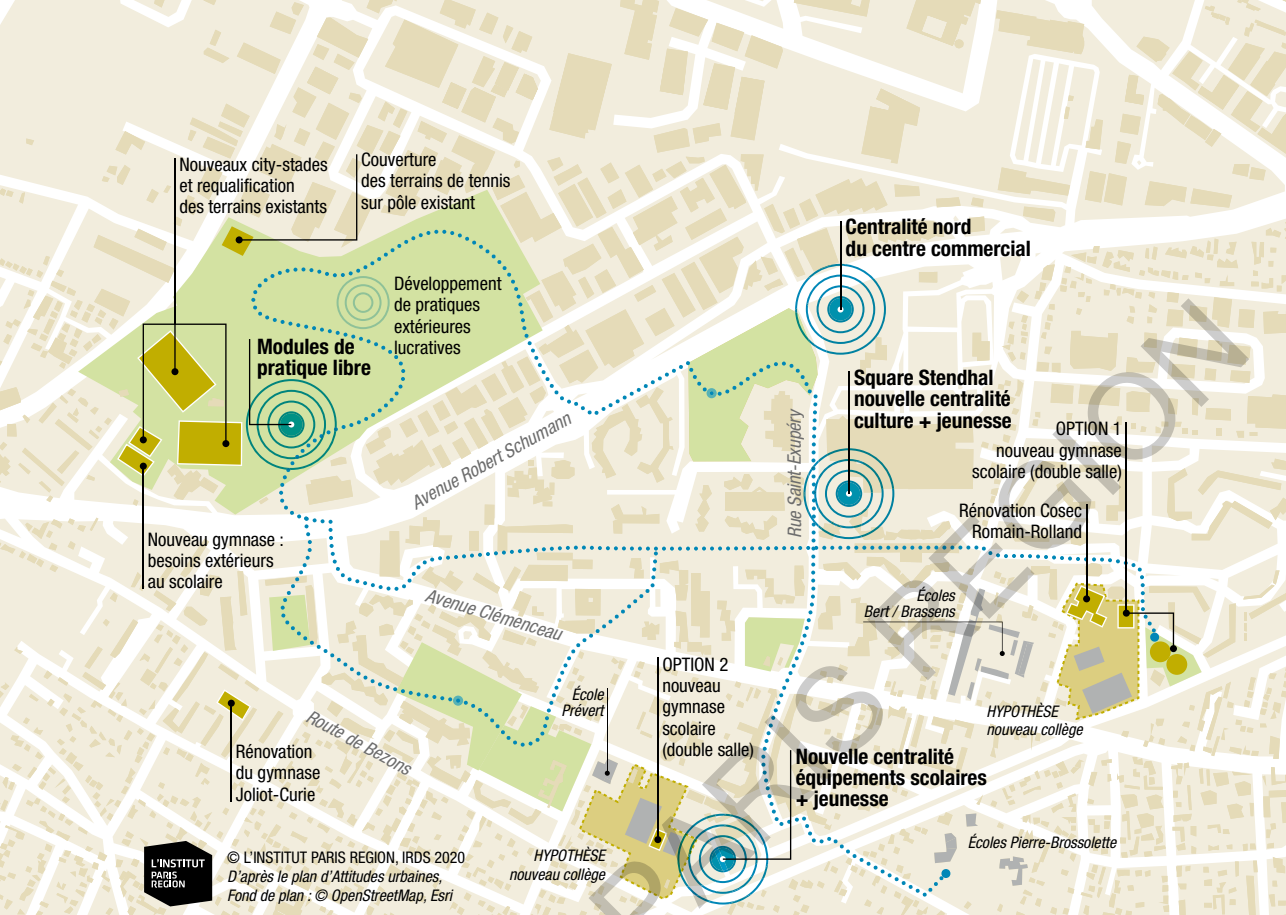 Nouveaux city-stades
et requalification
des terrains existants
Couverture
des terrains de tennis
sur pôle existant
Centralité nord
du centre commercial
Développement
de pratiques
extérieures
lucratives
Modules de
pratique libre
Square Stendhal
nouvelle centralité
culture + jeunesse
Avenue Robert Schumann
Rue Saint-Exupéry
OPTION 1
nouveau gymnase
scolaire (double salle)
Rénovation Cosec
Romain-Rolland
Nouveau gymnase :
besoins extérieurs
au scolaire
Avenue Clémenceau
Écoles
Bert / Brassens
OPTION 2
nouveau
gymnase
scolaire
(double salle)
École
Prévert
HYPOTHÈSE
nouveau collège
Route de Bezons
Rénovation
du gymnase
Joliot-Curie
Nouvelle centralité
équipements scolaires
+ jeunesse
Écoles Pierre-Brossolette
HYPOTHÈSE
nouveau collège
L'INSTITUT
PARIS
REGION
© L'INSTITUT PARIS REGION, IRDS 2020
D'après le plan d'Attitudes urbaines,
Fond de plan : © OpenStreetMap, Esri
PARIS REGION